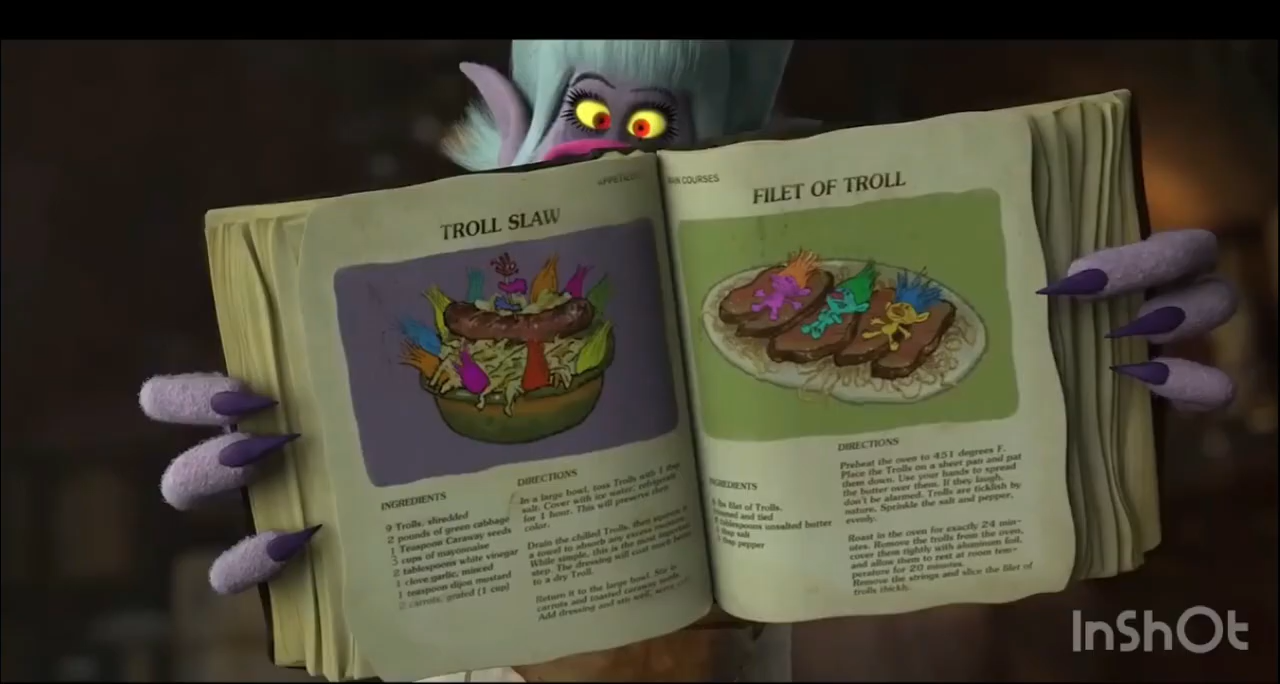 TROLL SLAW
INGREDIENTS
9 Trolls, shredded
2 pounds of green cabbage
1 Teaspoon Caraway seeds
3 cups of mayonnaise
2 tablespoons white vinegar
1 clove garlic, minced
1 teaspoon dijon mustard
2 carrots, grated (1 cup)
DIRECTIONS
In a large bowl, toss Trolls with 1 tbsp
salt. Cover with ice water, refrigerate
for 1 hour. This will preserve their
color.
Drain the chilled Trolls, then squeeze in
a towel to absorb any excess moisture.
While simple, this is the most important
step. The dressing will coat much better
to a dry Troll.
Return it to the large bowl. Stir in
carrots and toasted caraway seeds.
Add dressing and stir well, serve
COURSES
FILET OF TROLL
INGREDIENTS
filet of Trolls,
and tied
tablespoons unsalted butter
1 tbsp salt
1 tbsp pepper
DIRECTIONS
Preheat the oven to 451 degrees F.
Place the Trolls on a sheet pan and pat
them down. Use your hands to spread
the butter over them. If they laugh,
don't be alarmed. Trolls are ticklish by
nature. Sprinkle the salt and pepper,
evenly.
Roast in the oven for exactly 24 min-
utes. Remove the trolls from the oven,
cover them tightly with aluminum foil,
and allow them to rest at room tem-
perature for 20 minutes.
Remove the strings and slice the filet of
trolls thickly.
InShOt